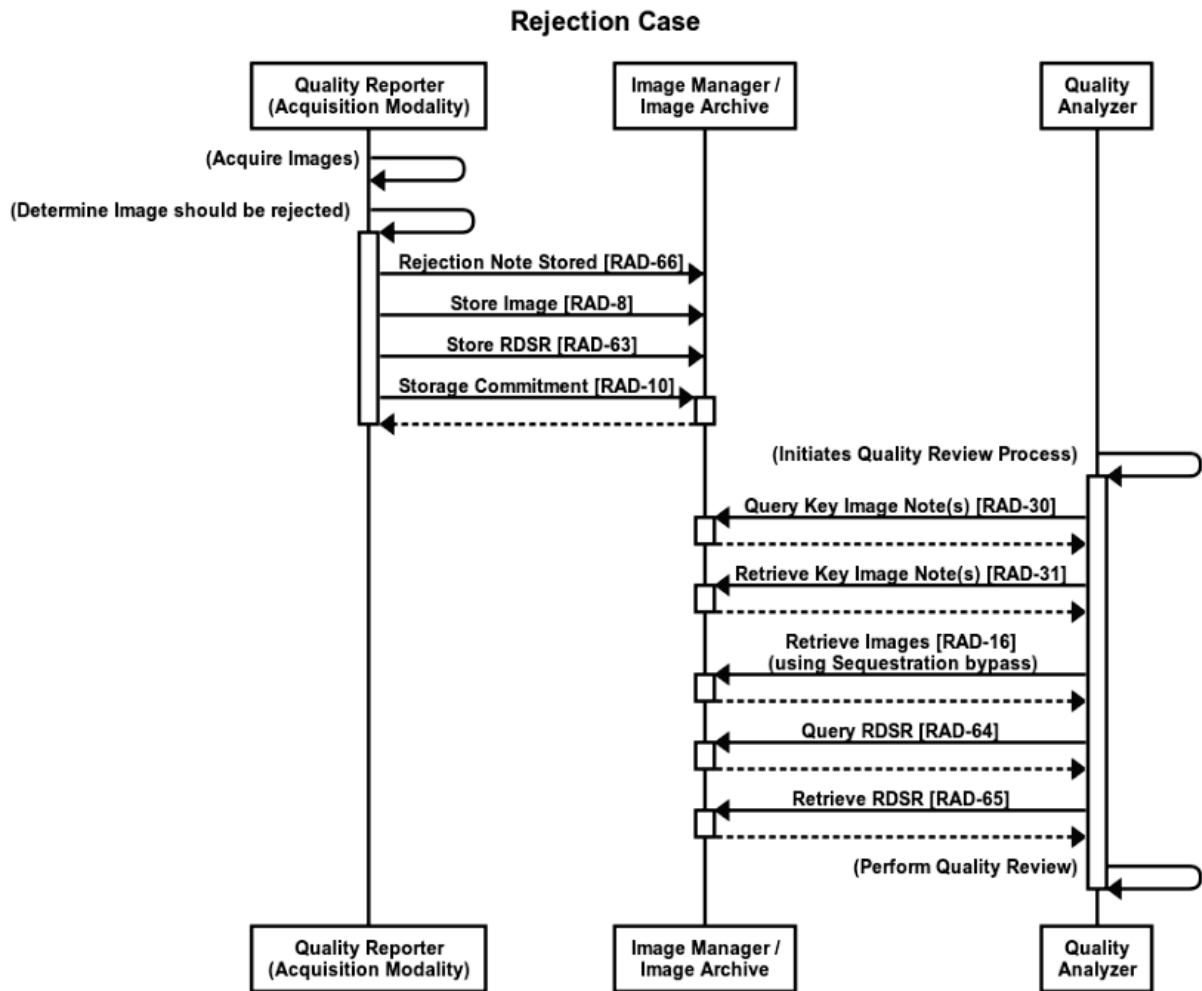 Rejection Case
Quality Reporter
(Acquisition Modality)
Image Manager /
Image Archive
Quality
Analyzer
(Acquire Images)
(Determine Image should be rejected)
Rejection Note Stored [RAD-66]
Store Image [RAD-8]
Store RDSR [RAD-63]
Storage Commitment [RAD-10]
(Initiates Quality Review Process)
Query Key Image Note(s) [RAD-30]
Retrieve Key Image Note(s) [RAD-31]
Retrieve Images [RAD-16]
(using Sequestration bypass)
Query RDSR [RAD-64]
Retrieve RDSR [RAD-65]
(Perform Quality Review)
Quality Reporter
(Acquisition Modality)
Image Manager /
Image Archive
Quality
Analyzer